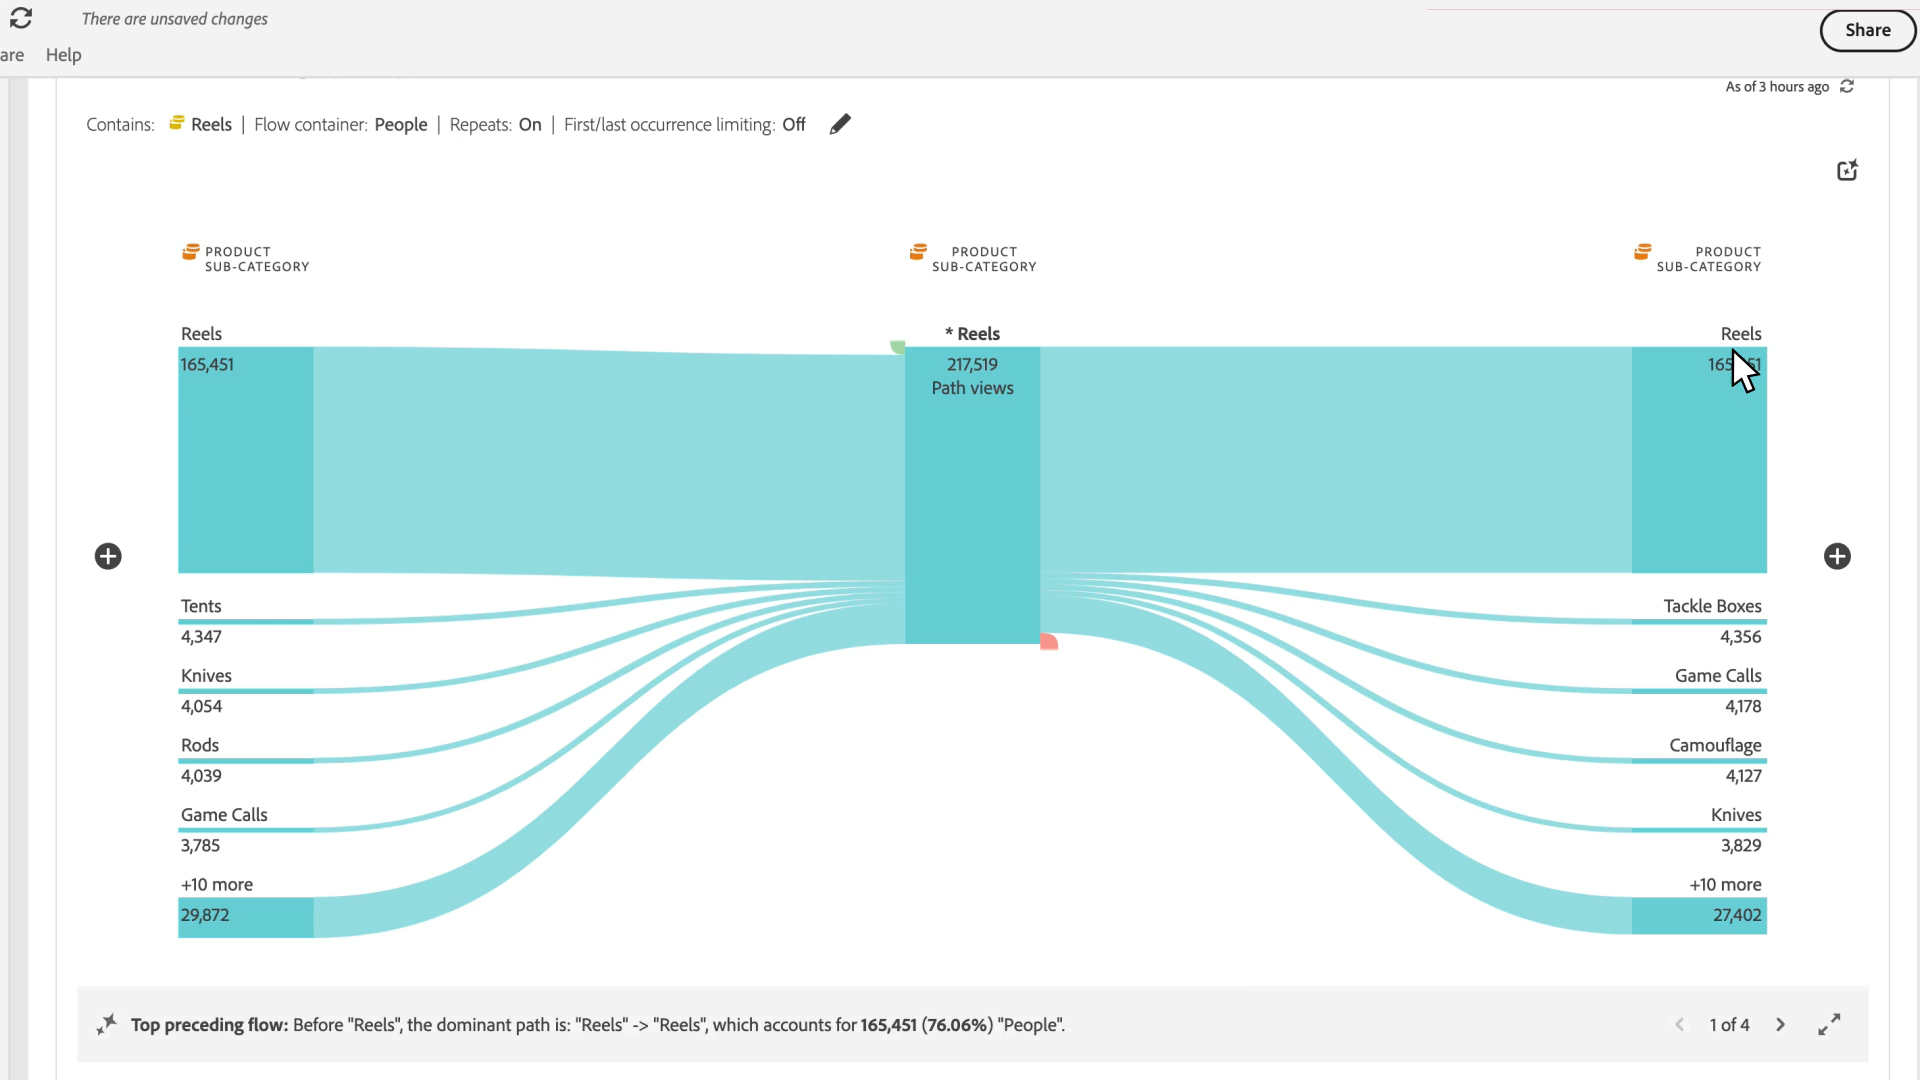 There are unsaved changes
Share
are Help
As of 3 hours ago
Contains: Reels | Flow container: People | Repeats: On | First/last occurrence limiting: Off
PRODUCT
SUB-CATEGORY
PRODUCT
SUB-CATEGORY
PRODUCT
SUB-CATEGORY
Reels
165,451
Tents
4,347
Knives
4,054
Rods
4,039
Game Calls
3,785
+10 more
29,872
* Reels
217,519
Path views
Reels
Tackle Boxes
4,356
Game Calls
4,178
Camouflage
4,127
Knives
3,829
+10 more
27,402
Top preceding flow: Before "Reels", the dominant path is: "Reels" -> "Reels", which accounts for 165,451 (76.06%) "People".
1 of 4